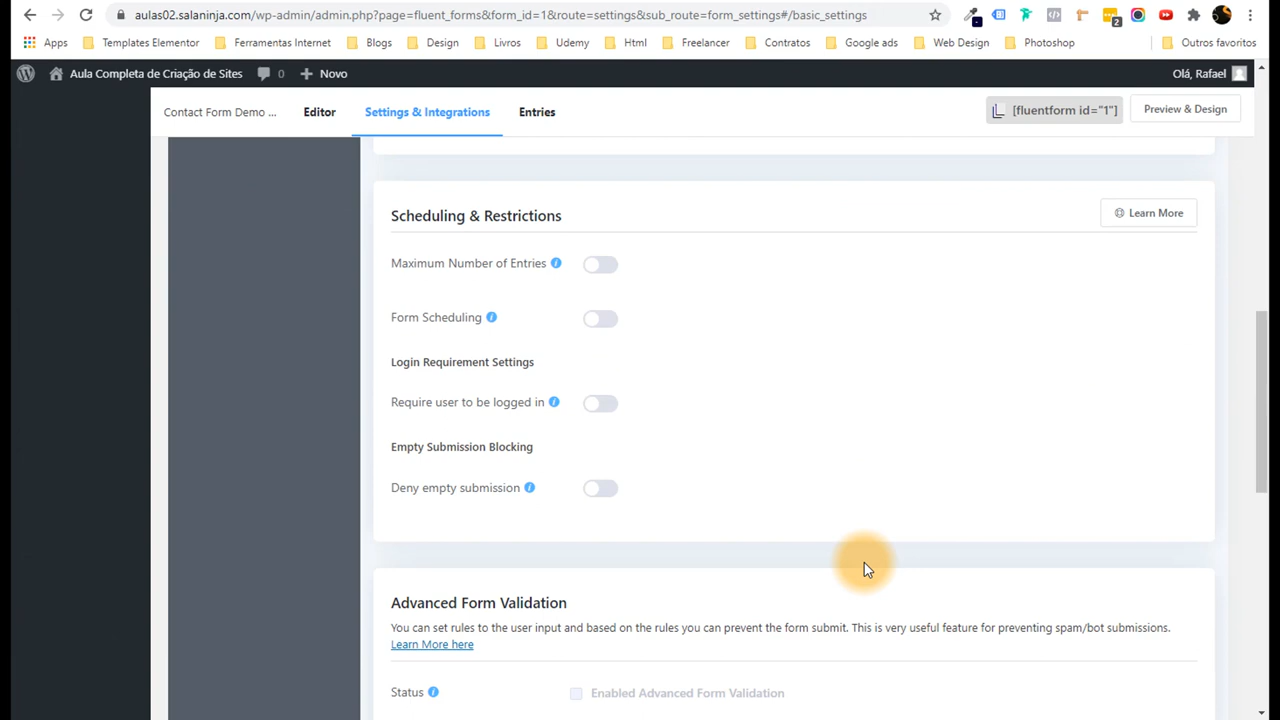 aulas02.salaninja.com/wp-admin/admin.php?page=fluent_forms&form_id=1&route=settings&sub_route=form_settings#/basic_settings
2
Apps
Templates Elementor
Ferramentas Internet
Blogs
Design
Livros
Udemy
Html
Freelancer
Contratos
Google ads
Web Design
Photoshop
Outros favoritos
Aula Completa de Criação de Sites
0
Novo
Olá, Rafael
Contact Form Demo ...
Editor
Settings & Integrations
Entries
[fluentform id="1"]
Preview & Design
Scheduling & Restrictions
Learn More
Maximum Number of Entries
Form Scheduling
Login Requirement Settings
Require user to be logged in
Empty Submission Blocking
Deny empty submission
Advanced Form Validation
You can set rules to the user input and based on the rules you can prevent the form submit. This is very useful feature for preventing spam/bot submissions.
Learn More here
Status
Enabled Advanced Form Validation